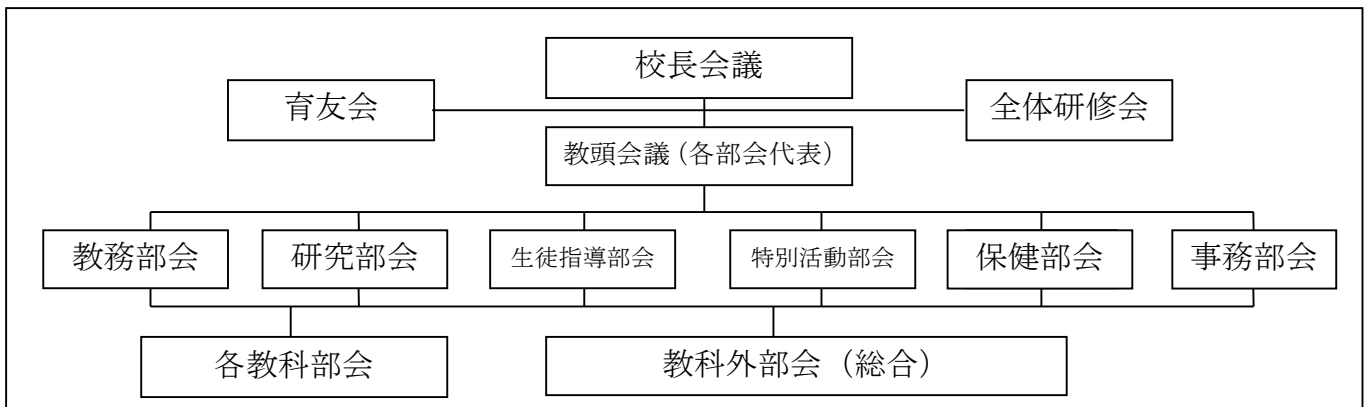 校長会議
育友会
全体研修会
教頭会議(各部会代表)
教務部会
研究部会
生徒指導部会
特別活動部会
保健部会
事務部会
各教科部会
教科外部会（総合）